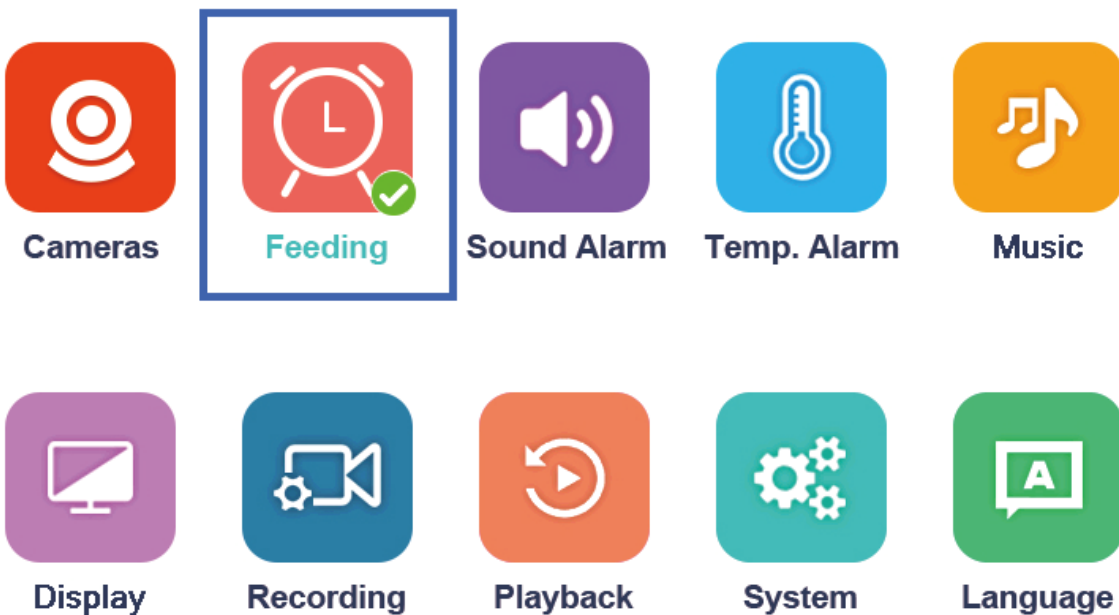 Cameras
Feeding
Sound Alarm
Temp. Alarm
Music
Display
Recording
Playback
A
System
Language